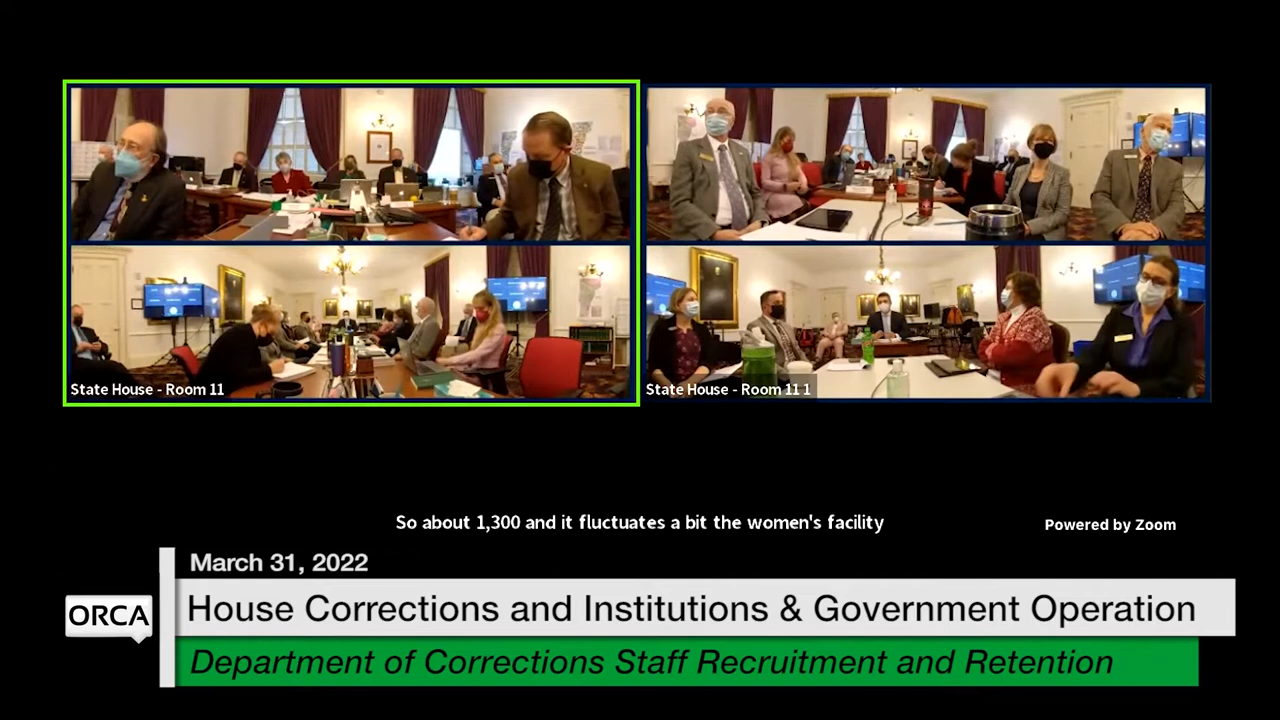 State House - Room 11
State House - Room 11 1
So about 1,300 and it fluctuates a bit the women's facility
Powered by Zoom
March 31, 2022
ORCA
House Corrections and Institutions & Government Operation
Department of Corrections Staff Recruitment and Retention